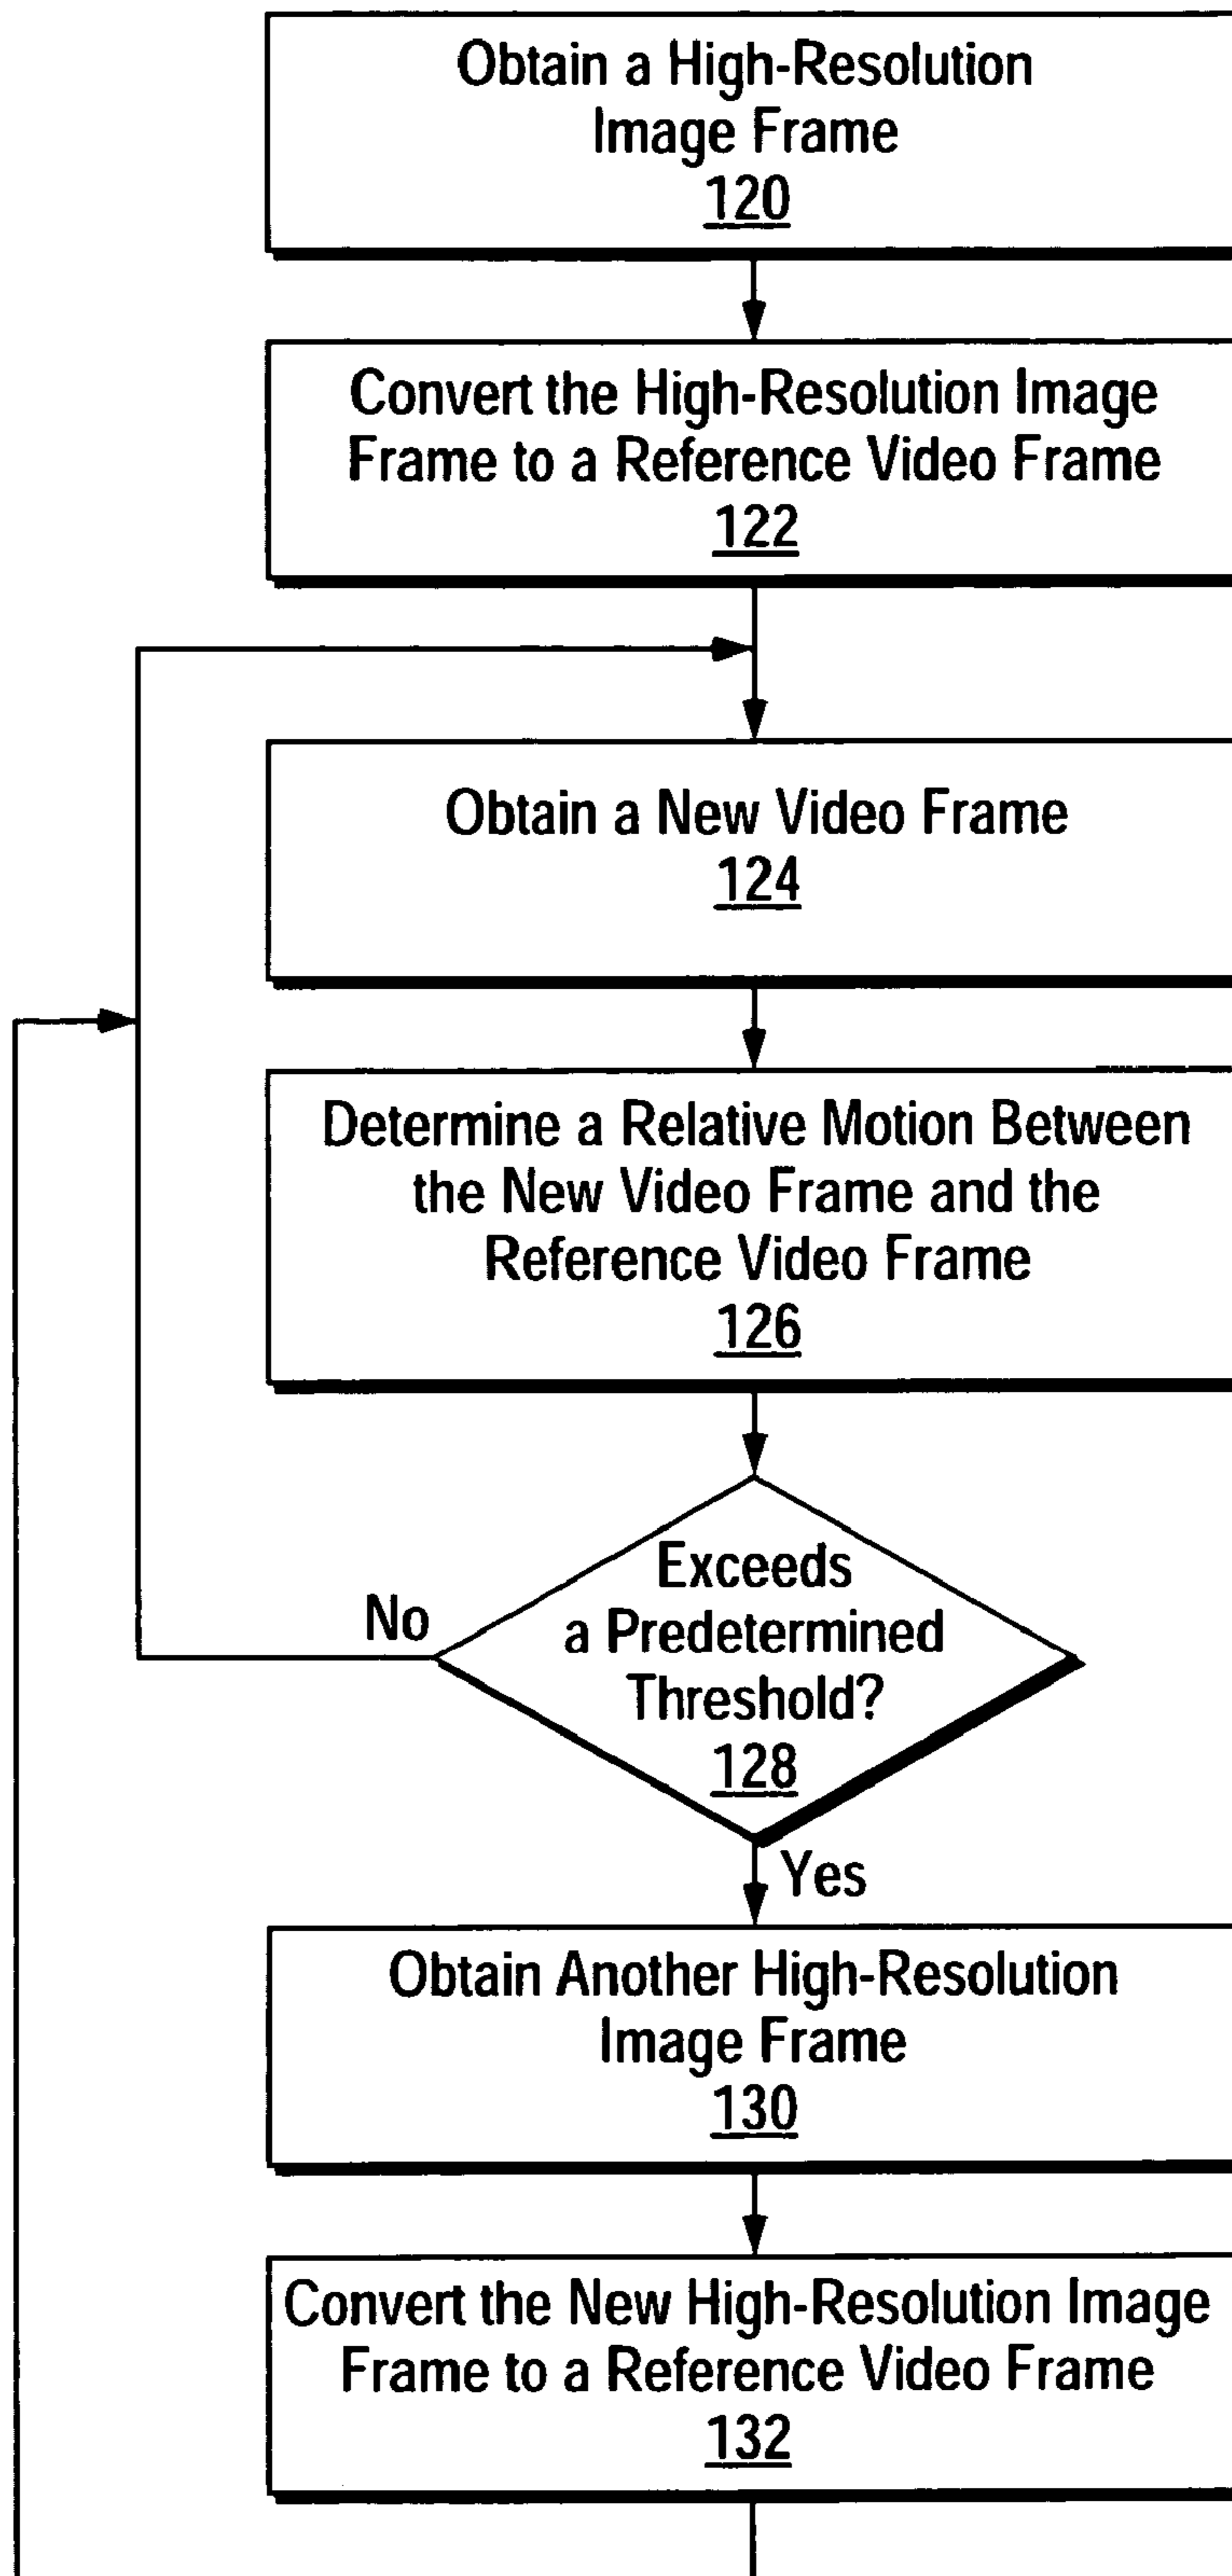 Obtain a High-Resolution
Image Frame
120
Convert the High-Resolution Image
Frame to a Reference Video Frame
122
Obtain a New Video Frame
124
Determine a Relative Motion Between
the New Video Frame and the
Reference Video Frame
126
Exceeds
a Predetermined
Threshold?
128
No
Yes
Obtain Another High-Resolution
Image Frame
130
Convert the New High-Resolution Image
Frame to a Reference Video Frame
132